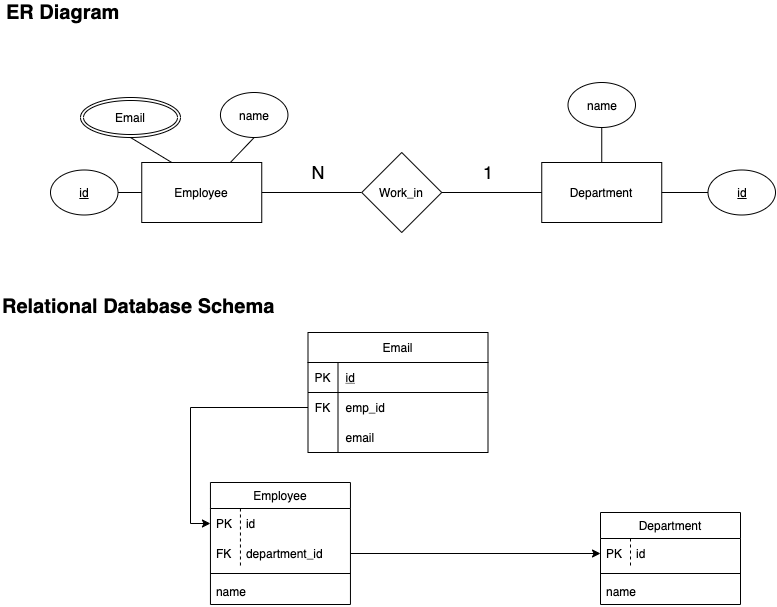 ER Diagram
Email
name
name
id
Employee
N
Work_in
1
Department
id
Relational Database Schema
Email
PK id
FK emp_id
email
Employee
PK id
FK department_id
name
Department
PK id
name